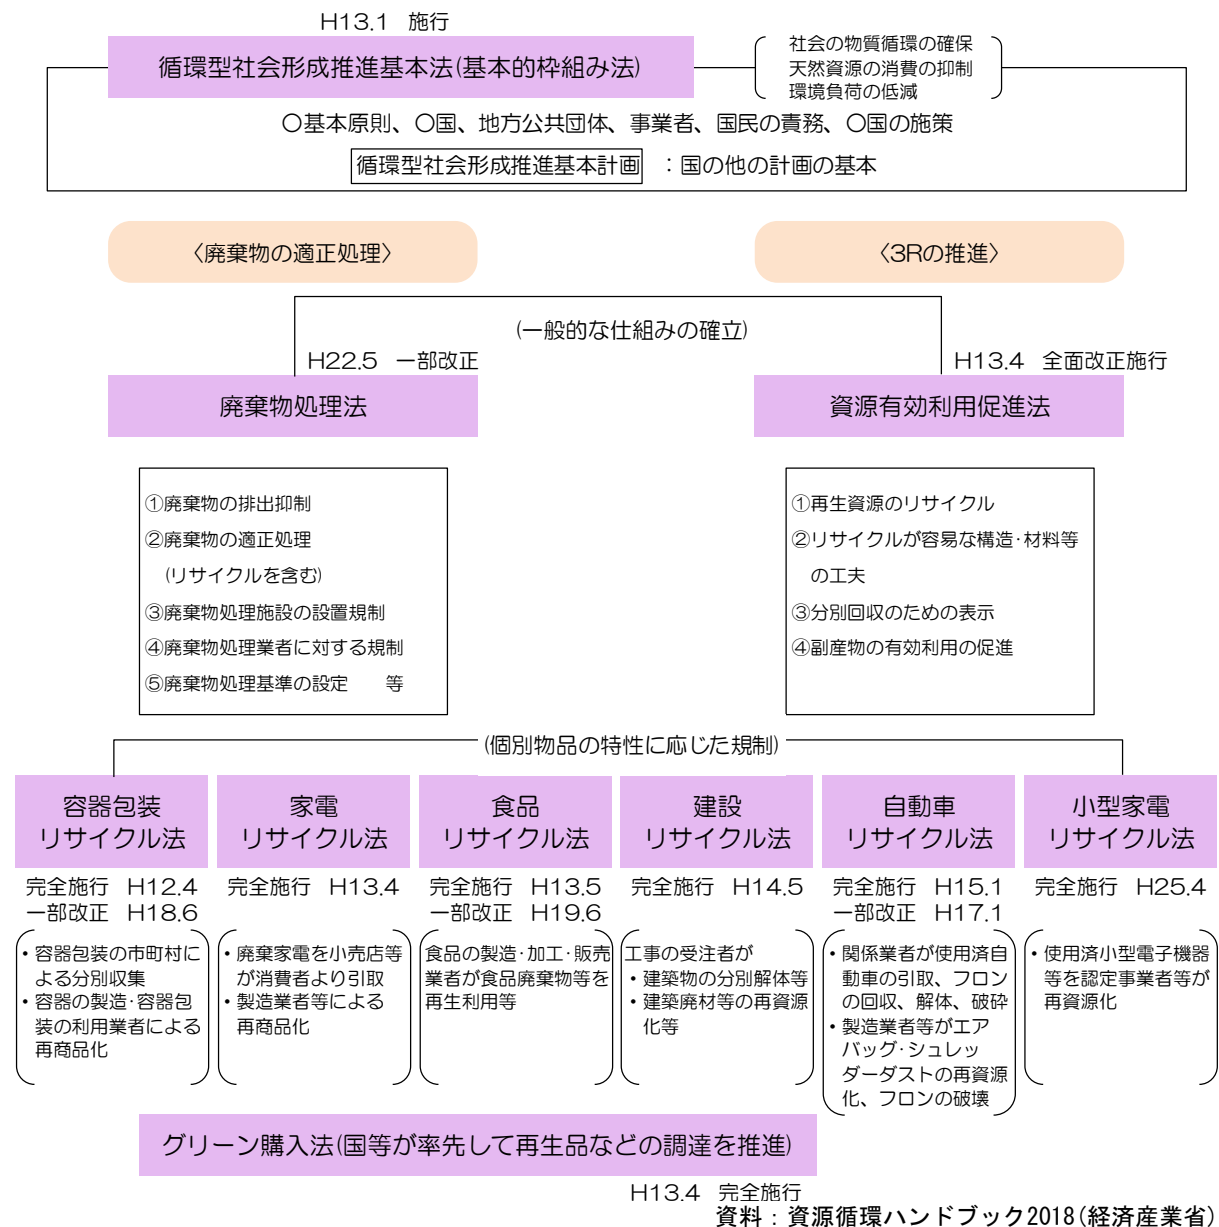 H13.1 施行
循環型社会形成推進基本法(基本的枠組み法)
社会の物質循環の確保
天然資源の消費の抑制
環境負荷の低減
〇基本原則、〇国、地方公共団体、事業者、国民の責務、〇国の施策
循環型社会形成推進基本計画 :国の他の計画の基本
〈廃棄物の適正処理〉
〈3Rの推進〉
(一般的な仕組みの確立)
H22.5 一部改正
H13.4 全面改正施行
廃棄物処理法
資源有効利用促進法
①廃棄物の排出抑制
②廃棄物の適正処理
(リサイクルを含む)
③廃棄物処理施設の設置規制
④廃棄物処理業者に対する規制
⑤廃棄物処理基準の設定 等
①再生資源のリサイクル
②リサイクルが容易な構造・材料等
の工夫
③分別回収のための表示
④副産物の有効利用の促進
(個別物品の特性に応じた規制)
容器包装
リサイクル法
完全施行 H12.4
一部改正 H18.6
・容器包装の市町村に
よる分別収集
・容器の製造・容器包
装の利用業者による
再商品化
家電
リサイクル法
完全施行 H13.4
・廃棄家電を小売店等
が消費者より引取
・製造業者等による
再商品化
食品
リサイクル法
完全施行 H13.5
一部改正 H19.6
食品の製造・加工・販売
業者が食品廃棄物等を
再生利用等
建設
リサイクル法
完全施行 H14.5
工事の受注者が
・建築物の分別解体等
・建築廃材等の再資源
化等
自動車
リサイクル法
完全施行 H15.1
一部改正 H17.1
・関係業者が使用済自
動車の引取、フロン
の回収、解体、破砕
・製造業者等がエア
バッグ・シュレッ
ダーダストの再資源
化、フロンの破壊
小型家電
リサイクル法
完全施行 H25.4
・使用済小型電子機器
等を認定事業者等が
再資源化
グリーン購入法(国等が率先して再生品などの調達を推進)
H13.4 完全施行
資料:資源循環ハンドブック2018(経済産業省)